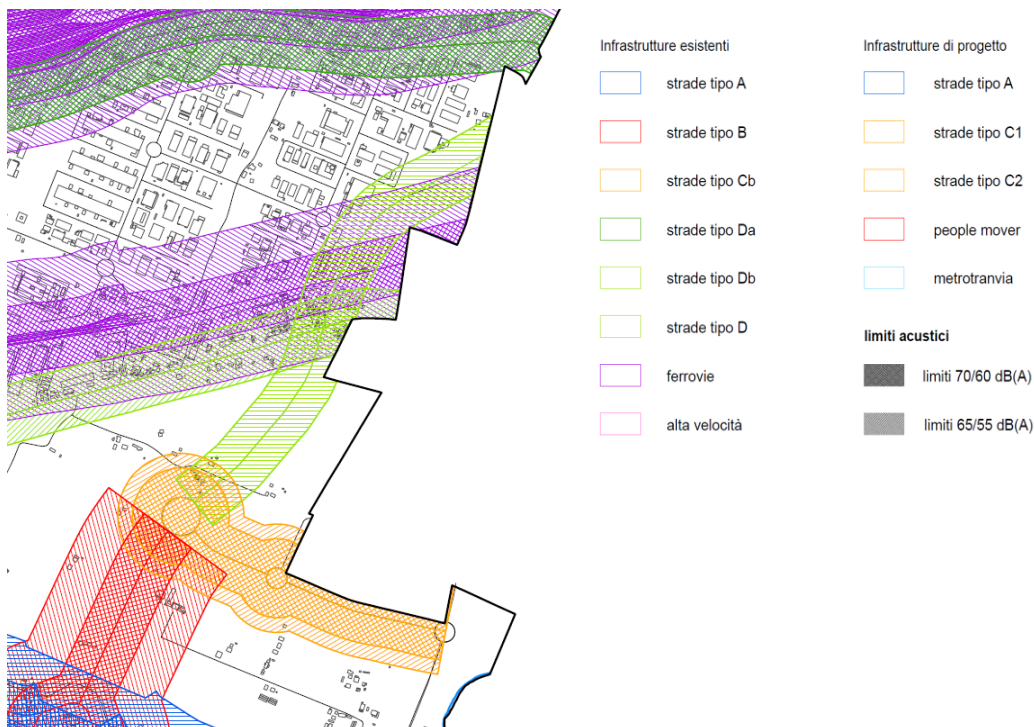 Infrastrutture esistenti
strade tipo A
strade tipo B
strade tipo Cb
strade tipo Da
strade tipo Db
strade tipo D
ferrovie
alta velocità
Infrastrutture di progetto
strade tipo A
strade tipo C1
strade tipo C2
people mover
metrotranvia
limiti acustici
limiti 70/60 dB(A)
limiti 65/55 dB(A)